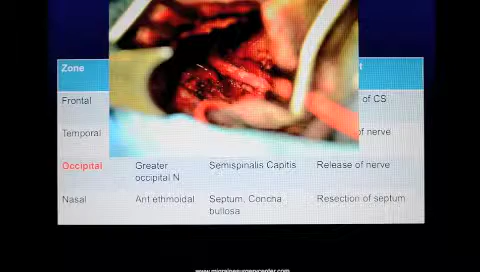 Zone
t
Frontal of CS
Temporal of nerve
Occipital Greater occipital N Semispinalis Capitis Release of nerve
Nasal Ant ethmoidal Septum, Concha bullosa Resection of septum
www.migrainesurgerycenter.com